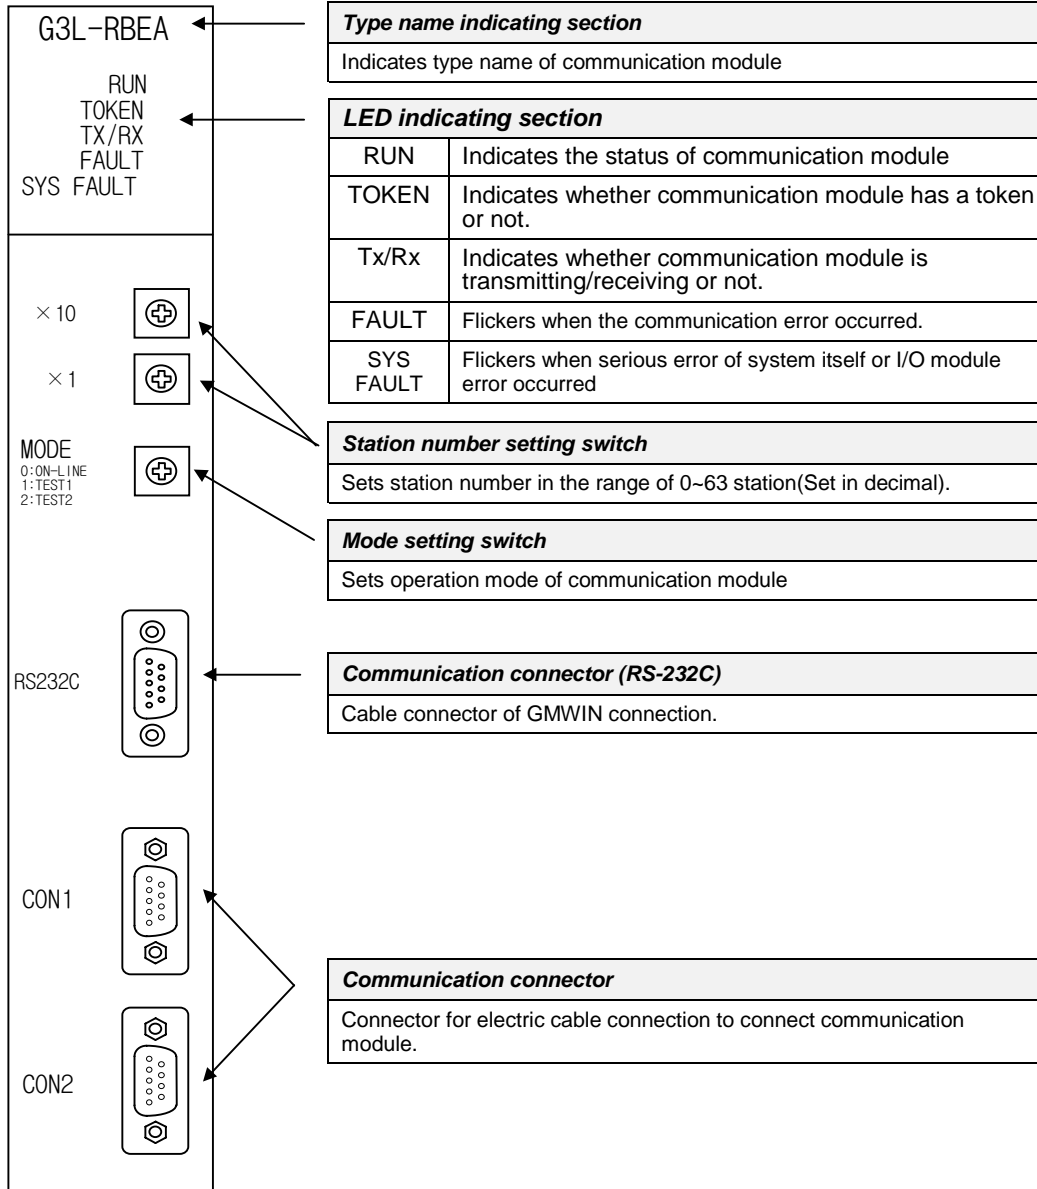 G3L-RBEA
RUN
TOKEN
TX/RX
FAULT
SYS FAULT
×10
×1
MODE
0:ON-LINE
1:TEST1
2:TEST2
RS232C
CON1
CON2
Type name indicating section
Indicates type name of communication module
LED indicating section
RUN Indicates the status of communication module
TOKEN Indicates whether communication module has a token
or not.
Tx/Rx Indicates whether communication module is
transmitting/receiving or not.
FAULT Flickers when the communication error occurred.
SYS Flickers when serious error of system itself or I/O module
FAULT error occurred
Station number setting switch
Sets station number in the range of 0~63 station(Set in decimal).
Mode setting switch
Sets operation mode of communication module
Communication connector (RS-232C)
Cable connector of GMWIN connection.
Communication connector
Connector for electric cable connection to connect communication
module.